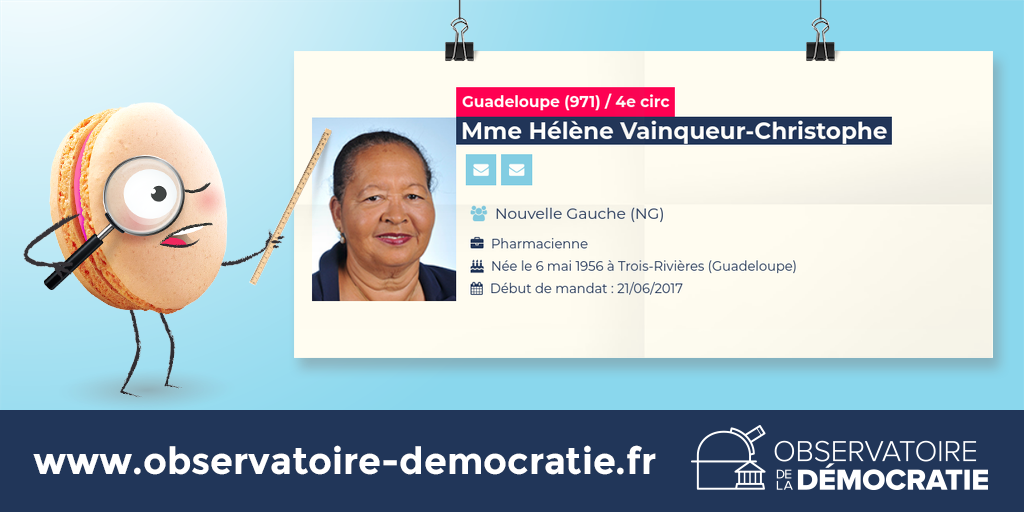 Guadeloupe (971) / 4e circ
Mme Hélène Vainqueur-Christophe
Nouvelle Gauche (NG)
Pharmacienne
Née le 6 mai 1956 à Trois-Rivières (Guadeloupe)
Début de mandat : 21/06/2017
www.observatoire-democratie.fr
OBSERVATOIRE
DE LA DÉMOCRATIE